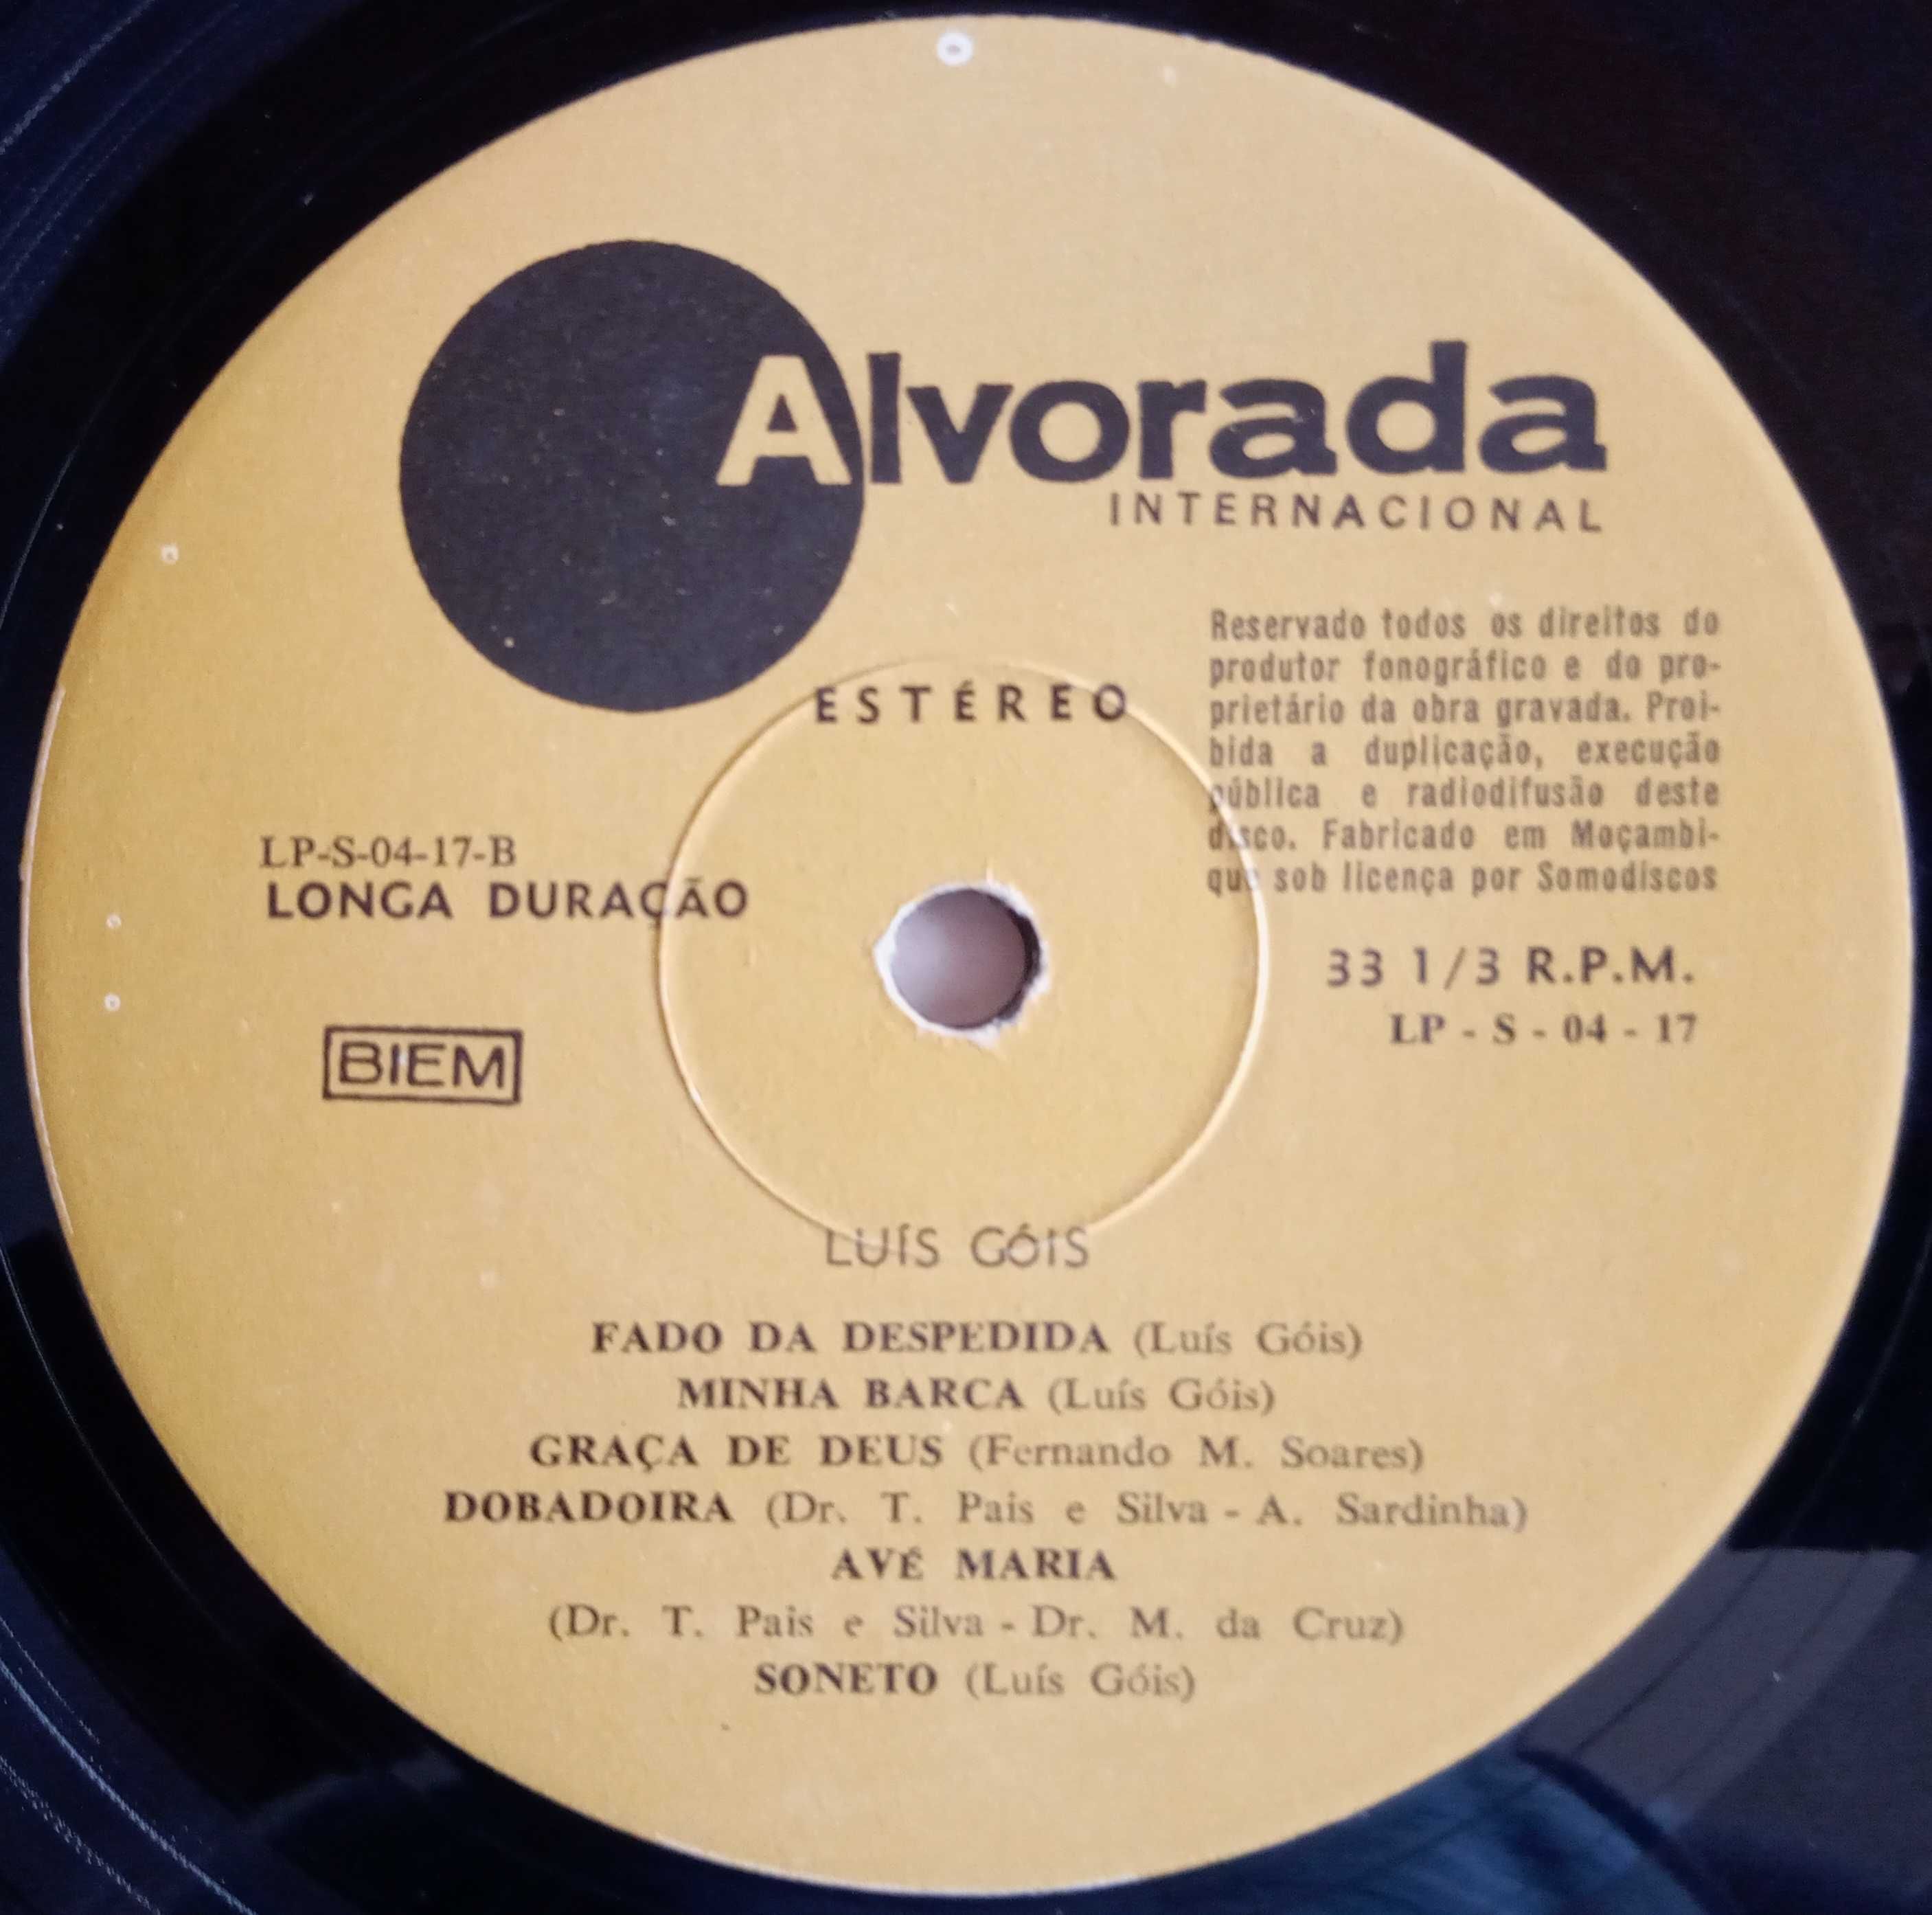 Alvorada
INTERNACIONAL
Reservado todos os direitos do
produtor fonográfico e do pro-
prietário da obra gravada. Proi-
bida a duplicação, execução
pública e radiodifusão deste
disco. Fabricado em Moçambi-
que sob licença por Somodiscos
ESTÉREO
LP-S-04-17-B
LONGA DURAÇÃO
33 1/3 R.P.M.
LP - S - 04 - 17
BIEM
LUÍS GÓIS
FADO DA DESPEDIDA (Luís Góis)
MINHA BARCA (Luís Góis)
GRAÇA DE DEUS (Fernando M. Soares)
DOBADOIRA (Dr. T. Pais e Silva - A. Sardinha)
AVÉ MARIA
(Dr. T. Pais e Silva - Dr. M. da Cruz)
SONETO (Luís Góis)